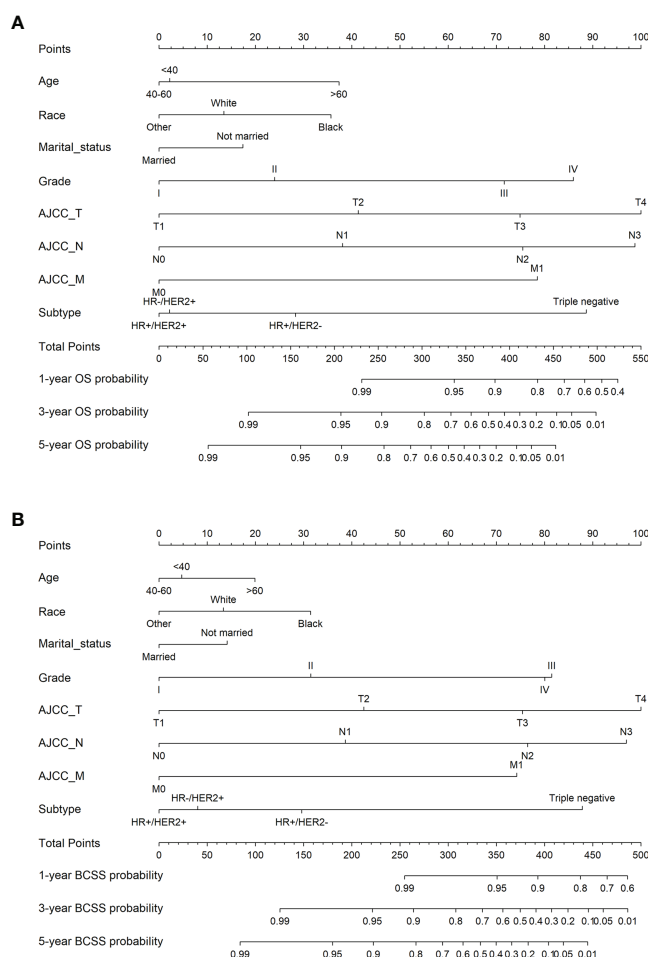 A
Points
0 10 20 30 40 50 60 70 80 90 100
<40
Age
40-60 >60
White
Race
Other Black
Not married
Marital_status
Married
II IV
Grade
I III
T2 T4
AJCC_T
T1 T3
N1 N3
AJCC_N
N0 N2
M1
AJCC_M
M0
HR-/HER2+ Triple negative
Subtype
HR+/HER2+ HR+/HER2-
Total Points
0 50 100 150 200 250 300 350 400 450 500 550
1-year OS probability
0.99 0.95 0.9 0.8 0.7 0.6 0.5 0.4
3-year OS probability
0.99 0.95 0.9 0.8 0.7 0.6 0.5 0.4 0.3 0.2 0.1 0.05 0.01
5-year OS probability
0.99 0.95 0.9 0.8 0.7 0.6 0.5 0.4 0.3 0.2 0.1 0.05 0.01
B
0 10 20 30 40 50 60 70 80 90 100
Points
<40
Age
40-60 >60
White
Race
Other Black
Not married
Marital_status
Married
II III
Grade
I IV
T2 T4
AJCC_T
T1 T3
N1 N3
AJCC_N
N0 N2
M1
AJCC_M
M0
HR-/HER2+ Triple negative
Subtype
HR+/HER2+ HR+/HER2-
Total Points
0 50 100 150 200 250 300 350 400 450 500
1-year BCSS probability
0.99 0.95 0.9 0.8 0.7 0.6
3-year BCSS probability
0.99 0.95 0.9 0.8 0.7 0.6 0.5 0.4 0.3 0.2 0.1 0.05 0.01
5-year BCSS probability
0.99 0.95 0.9 0.8 0.7 0.6 0.5 0.4 0.3 0.2 0.1 0.05 0.01